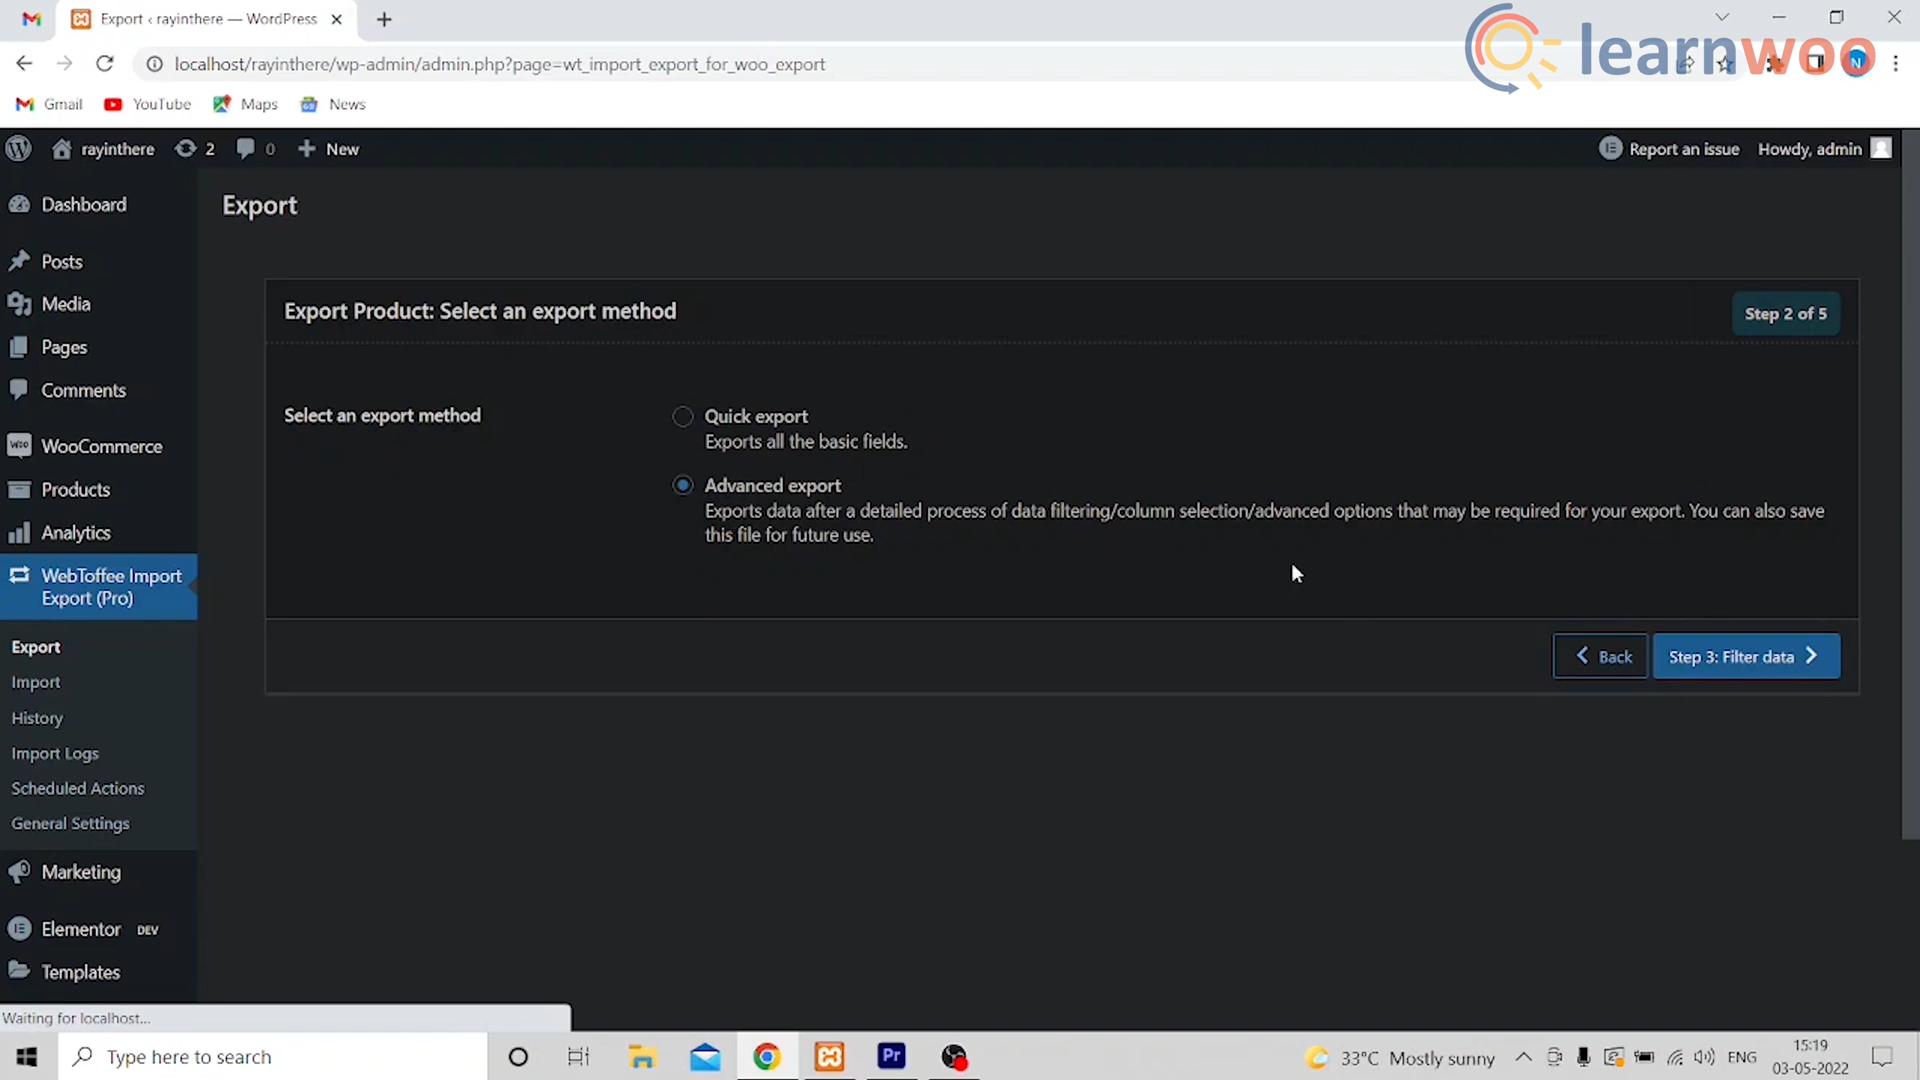 Export ‹ rayinthere — WordPress
learnwoo
localhost/rayinthere/wp-admin/admin.php?page=wt_import_export_for_woo_export
N
Gmail
YouTube
Maps
News
rayinthere
2
0
New
Report an issue
Howdy, admin
Dashboard
Export
Posts
Media
Pages
Comments
WooCommerce
Products
Analytics
WebToffee Import
Export (Pro)
Export
Import
History
Import Logs
Scheduled Actions
General Settings
Marketing
Elementor DEV
Templates
Export Product: Select an export method
Step 2 of 5
Select an export method
Quick export
Exports all the basic fields.
Advanced export
Exports data after a detailed process of data filtering/column selection/advanced options that may be required for your export. You can also save
this file for future use.
Back
Step 3: Filter data
Waiting for localhost...
Type here to search
Pr
33°C Mostly sunny
ENG
15:19
03-05-2022